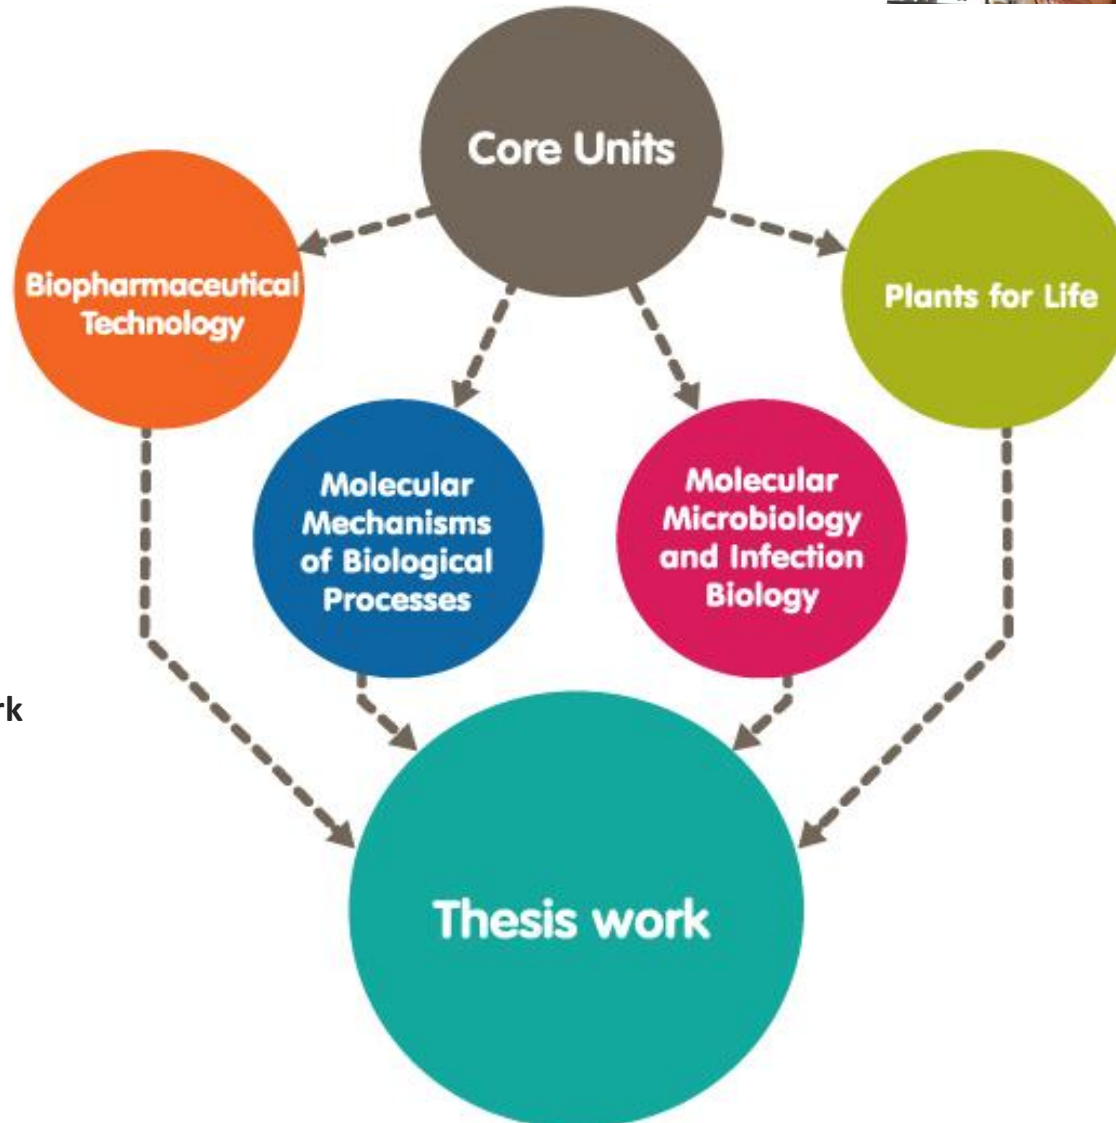 Core Units
Biopharmaceutical
Technology
Plants for Life
Molecular
Mechanisms
of Biological
Processes
Molecular
Microbiology
and Infection
Biology
rk
Thesis work